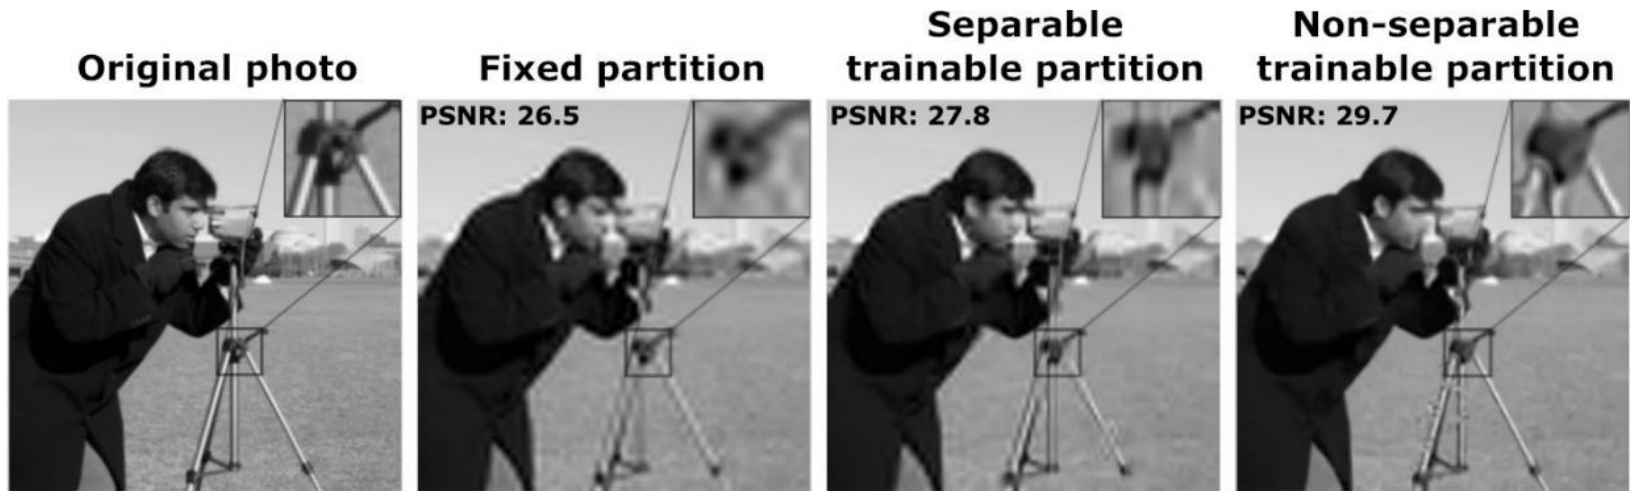 Original photo
Fixed partition
Separable
trainable partition
Non-separable
trainable partition
PSNR: 26.5
PSNR: 27.8
PSNR: 29.7